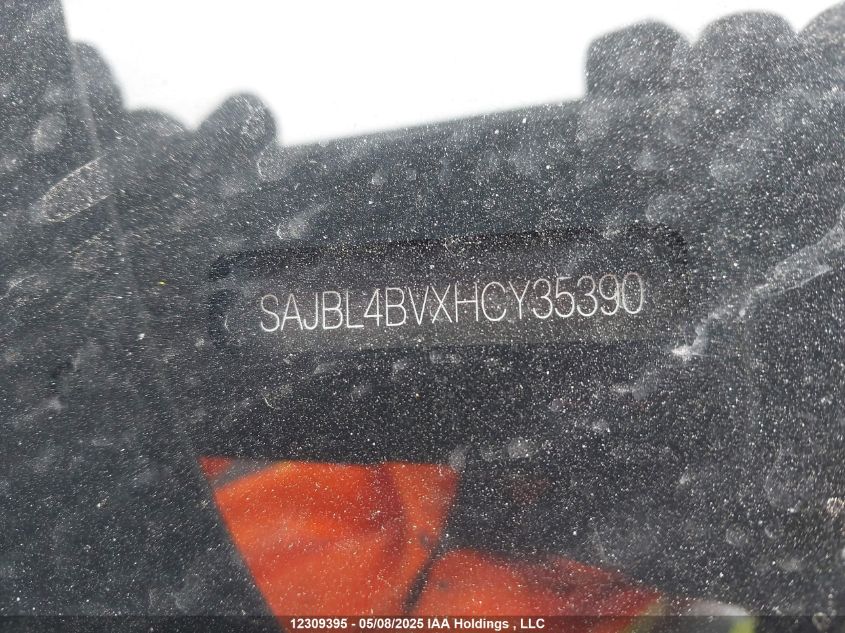 SAJBL4BVXHCY35390
12309395 - 05/08/2025 IAA Holdings , LLC